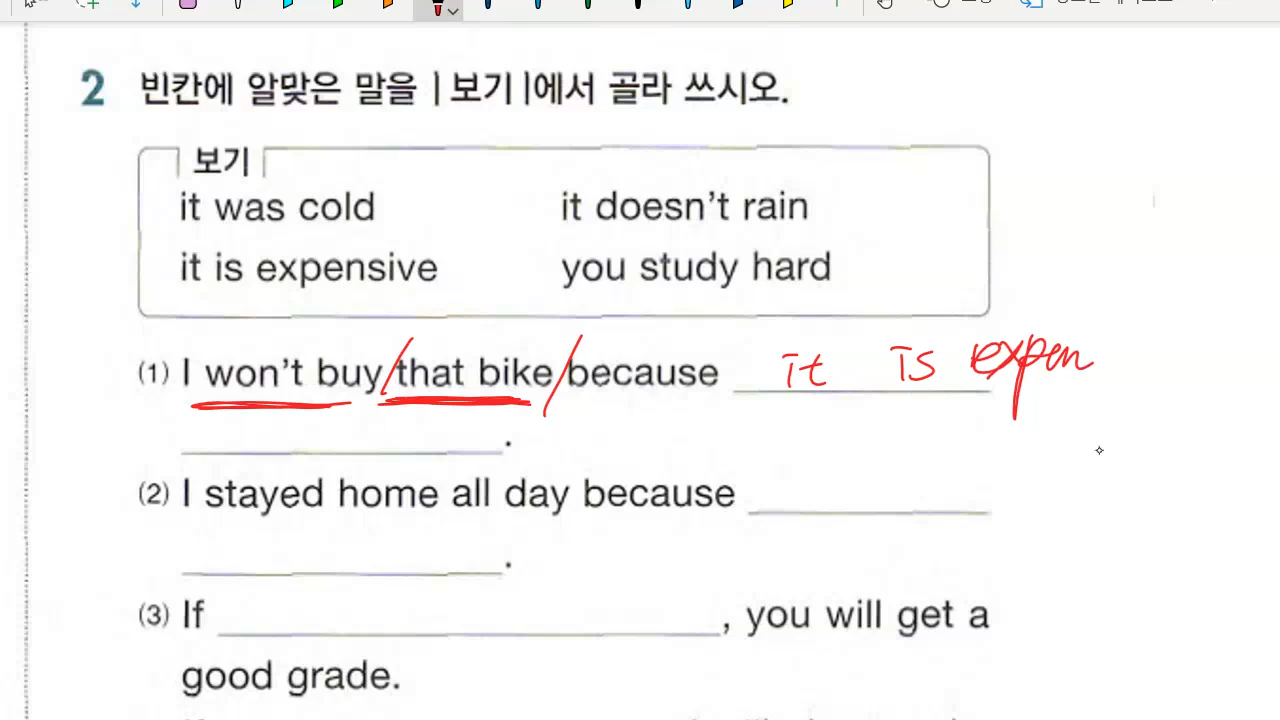 2 빈칸에 알맞은 말을 |보기|에서 골라 쓰시오.
보기
it was cold it doesn't rain
it is expensive you study hard
(1) I won't buy/that bike/because it is expen
.
(2) I stayed home all day because
.
(3) If , you will get a
good grade.